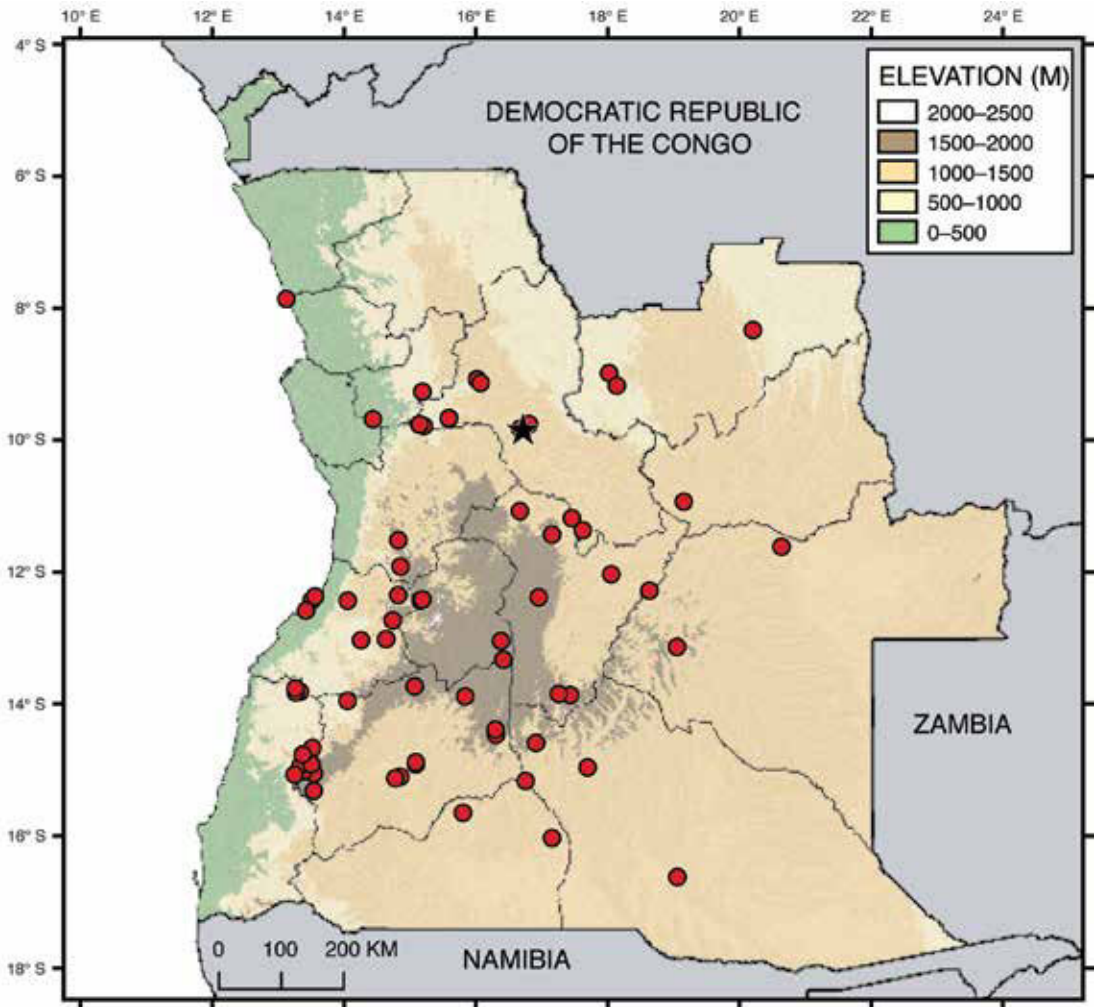 10° E 12° E 14° E 16° E 18° E 20° E 22° E 24° E
4° S
6° S
8° S
10° S
12° S
14° S
16° S
18° S
ELEVATION (M)
2000–2500
1500–2000
1000–1500
500–1000
0–500
DEMOCRATIC REPUBLIC
OF THE CONGO
ZAMBIA
NAMIBIA
0 100 200 KM